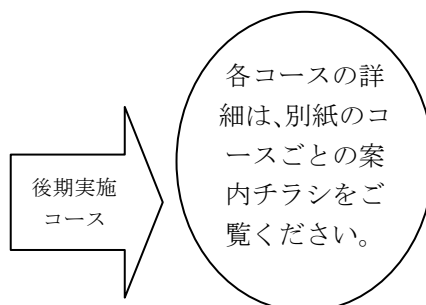 後期実施
コース
各コースの詳
細は、別紙のコ
ースごとの案
内チラシをご
覧ください。